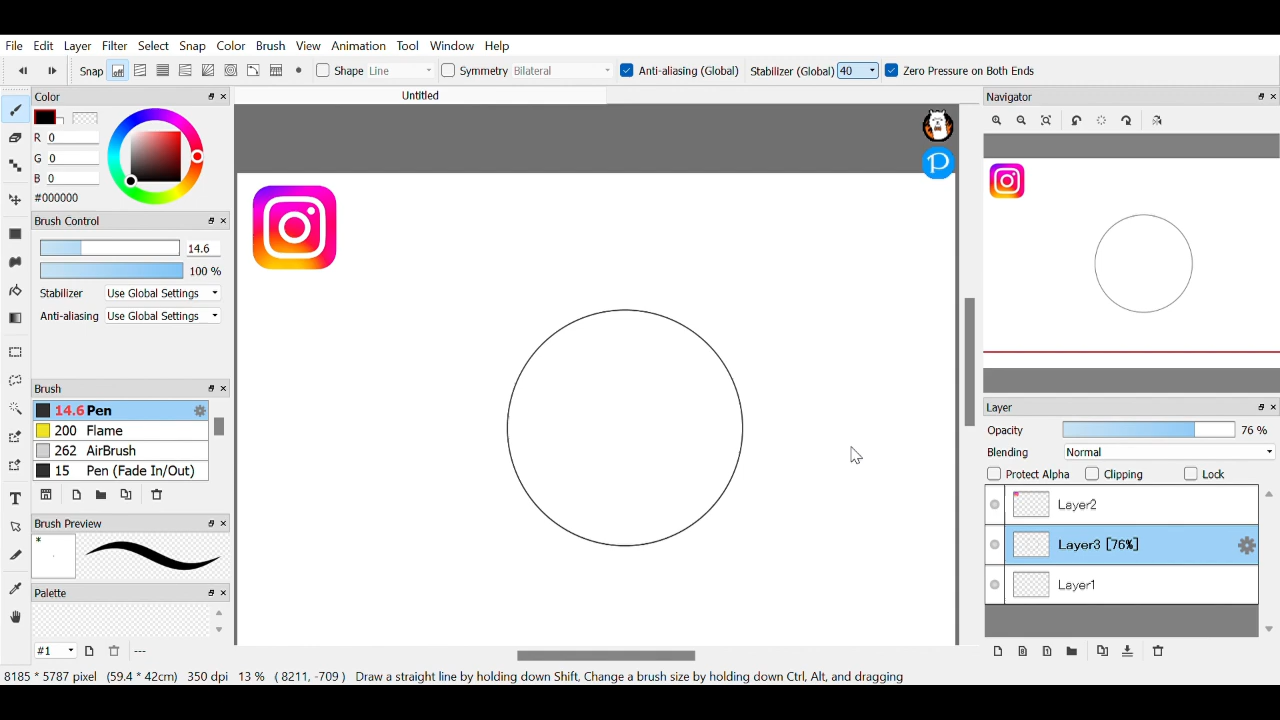 File Edit Layer Filter Select Snap Color Brush View Animation Tool Window Help
Snap off Shape Line Symmetry Bilateral Anti-aliasing (Global) Stabilizer (Global) 40 Zero Pressure on Both Ends
Color
R 0
G 0
B 0
#000000
Brush Control
14.6
100 %
Stabilizer Use Global Settings
Anti-aliasing Use Global Settings
Brush
14.6 Pen
200 Flame
262 AirBrush
15 Pen (Fade In/Out)
Brush Preview
*
Palette
#1 ---
Untitled
P
Navigator
Layer
Opacity 76 %
Blending Normal
Protect Alpha Clipping Lock
Layer2
Layer3 [76%]
Layer1
T
8185 * 5787 pixel (59.4 * 42cm) 350 dpi 13 % ( 8211, -709 ) Draw a straight line by holding down Shift, Change a brush size by holding down Ctrl, Alt, and dragging